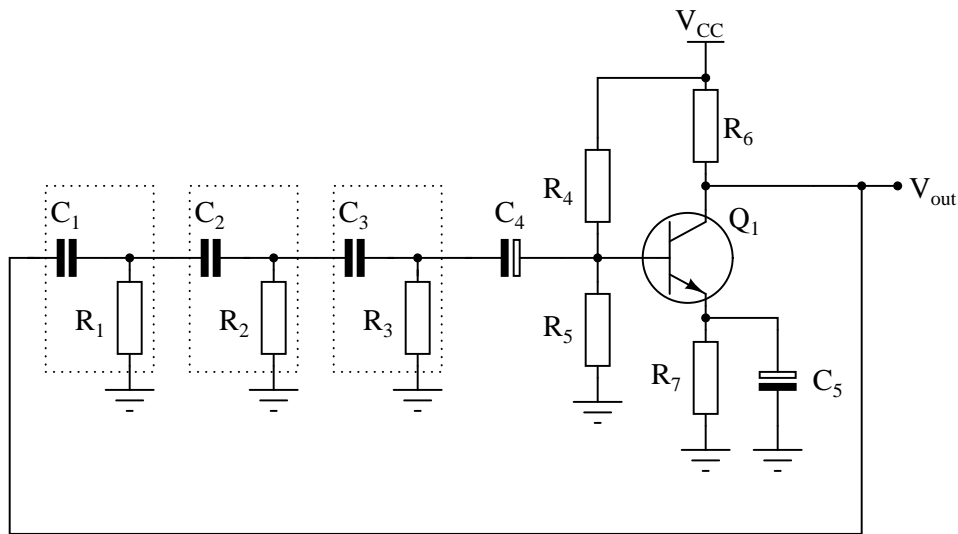 V_CC
R_6
R_4
V_out
C_1
C_2
C_3
C_4
Q_1
R_1
R_2
R_3
R_5
R_7
C_5